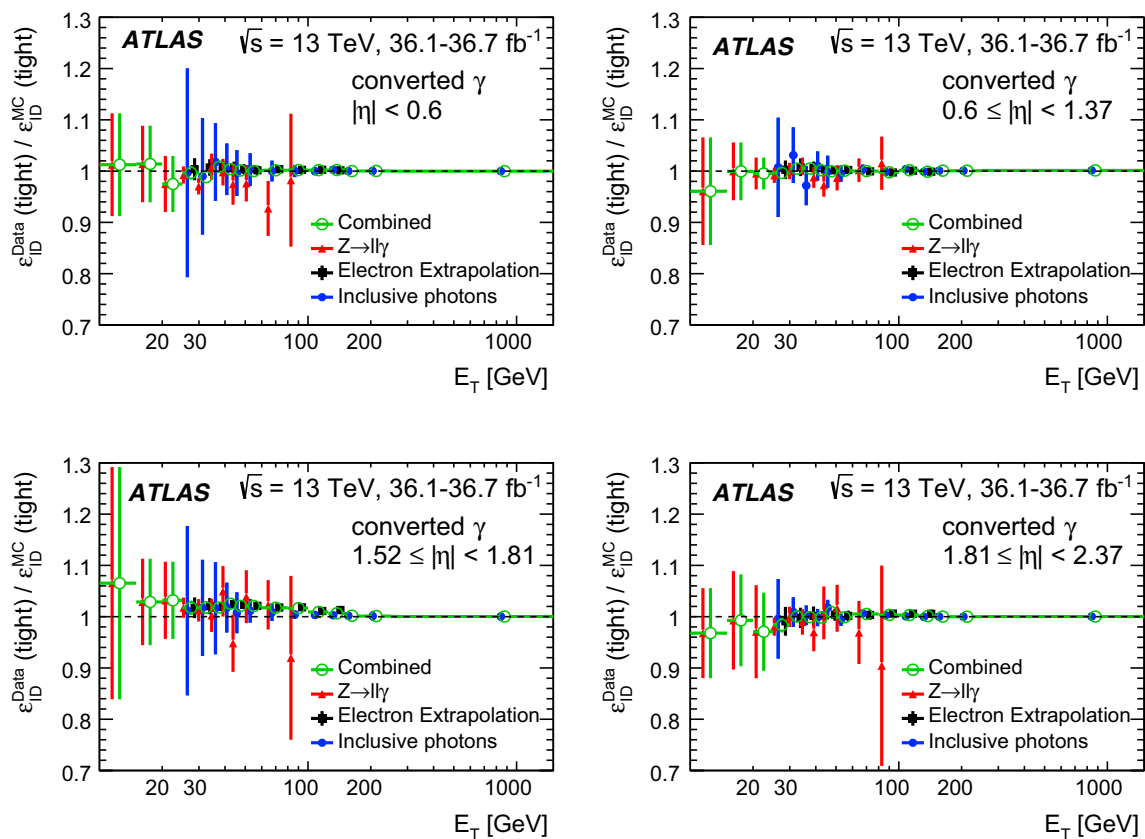 ε_ID^Data (tight) / ε_ID^MC (tight)
1.3
1.2
1.1
1
0.9
0.8
0.7
ATLAS √s = 13 TeV, 36.1-36.7 fb⁻¹
converted γ
|η| < 0.6
Combined
Z→llγ
Electron Extrapolation
Inclusive photons
20 30 100 200 1000
E_T [GeV]
ε_ID^Data (tight) / ε_ID^MC (tight)
1.3
1.2
1.1
1
0.9
0.8
0.7
ATLAS √s = 13 TeV, 36.1-36.7 fb⁻¹
converted γ
0.6 ≤ |η| < 1.37
Combined
Z→llγ
Electron Extrapolation
Inclusive photons
20 30 100 200 1000
E_T [GeV]
ε_ID^Data (tight) / ε_ID^MC (tight)
1.3
1.2
1.1
1
0.9
0.8
0.7
ATLAS √s = 13 TeV, 36.1-36.7 fb⁻¹
converted γ
1.52 ≤ |η| < 1.81
Combined
Z→llγ
Electron Extrapolation
Inclusive photons
20 30 100 200 1000
E_T [GeV]
ε_ID^Data (tight) / ε_ID^MC (tight)
1.3
1.2
1.1
1
0.9
0.8
0.7
ATLAS √s = 13 TeV, 36.1-36.7 fb⁻¹
converted γ
1.81 ≤ |η| < 2.37
Combined
Z→llγ
Electron Extrapolation
Inclusive photons
20 30 100 200 1000
E_T [GeV]